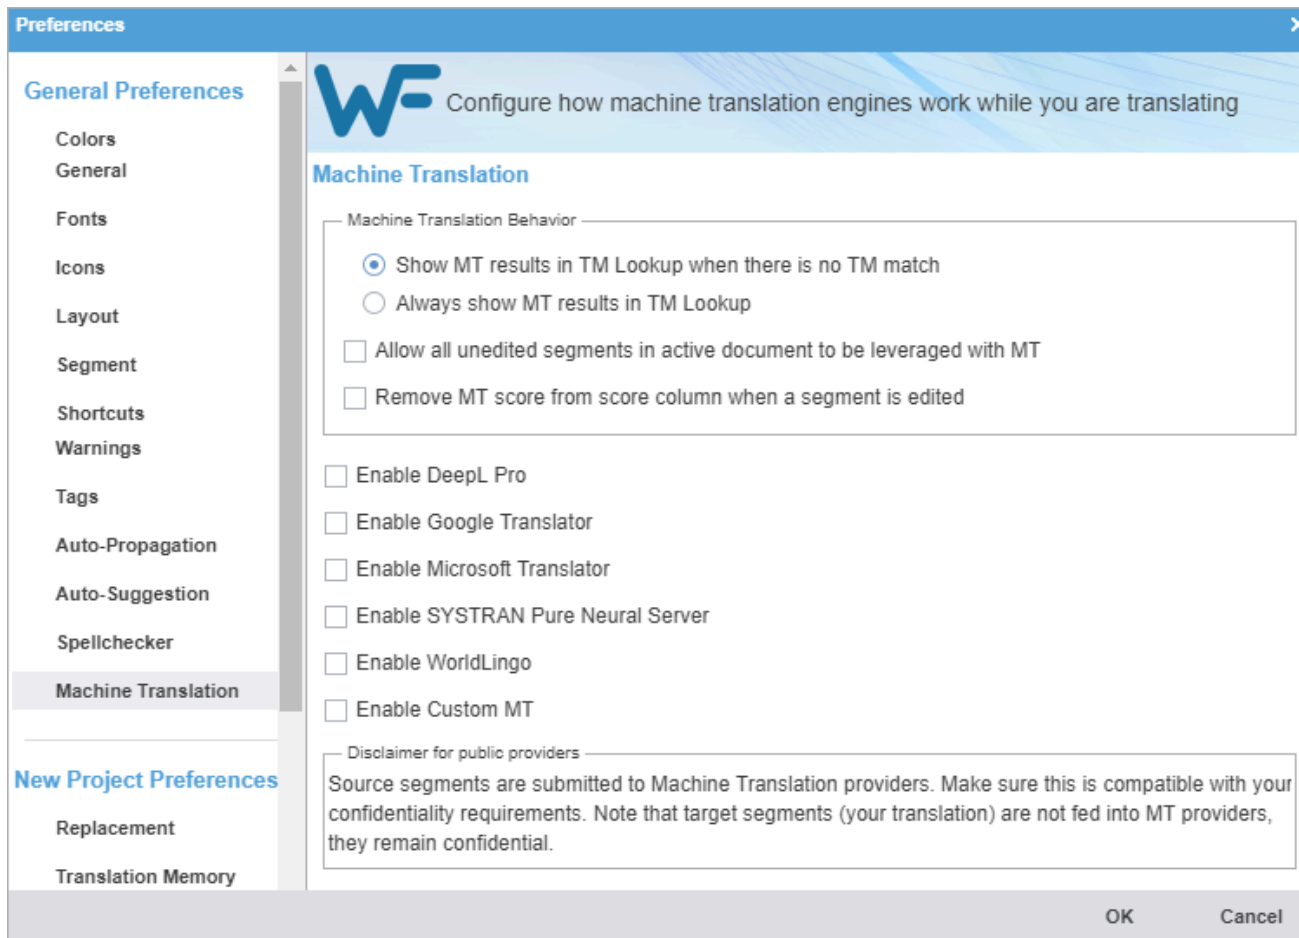 Preferences
General Preferences
Colors
General
Fonts
Icons
Layout
Segment
Shortcuts
Warnings
Tags
Auto-Propagation
Auto-Suggestion
Spellchecker
Machine Translation
New Project Preferences
Replacement
Translation Memory
WF
Configure how machine translation engines work while you are translating
Machine Translation
Machine Translation Behavior
Show MT results in TM Lookup when there is no TM match
Always show MT results in TM Lookup
Allow all unedited segments in active document to be leveraged with MT
Remove MT score from score column when a segment is edited
Enable DeepL Pro
Enable Google Translator
Enable Microsoft Translator
Enable SYSTRAN Pure Neural Server
Enable WorldLingo
Enable Custom MT
Disclaimer for public providers
Source segments are submitted to Machine Translation providers. Make sure this is compatible with your
confidentiality requirements. Note that target segments (your translation) are not fed into MT providers,
they remain confidential.
OK
Cancel